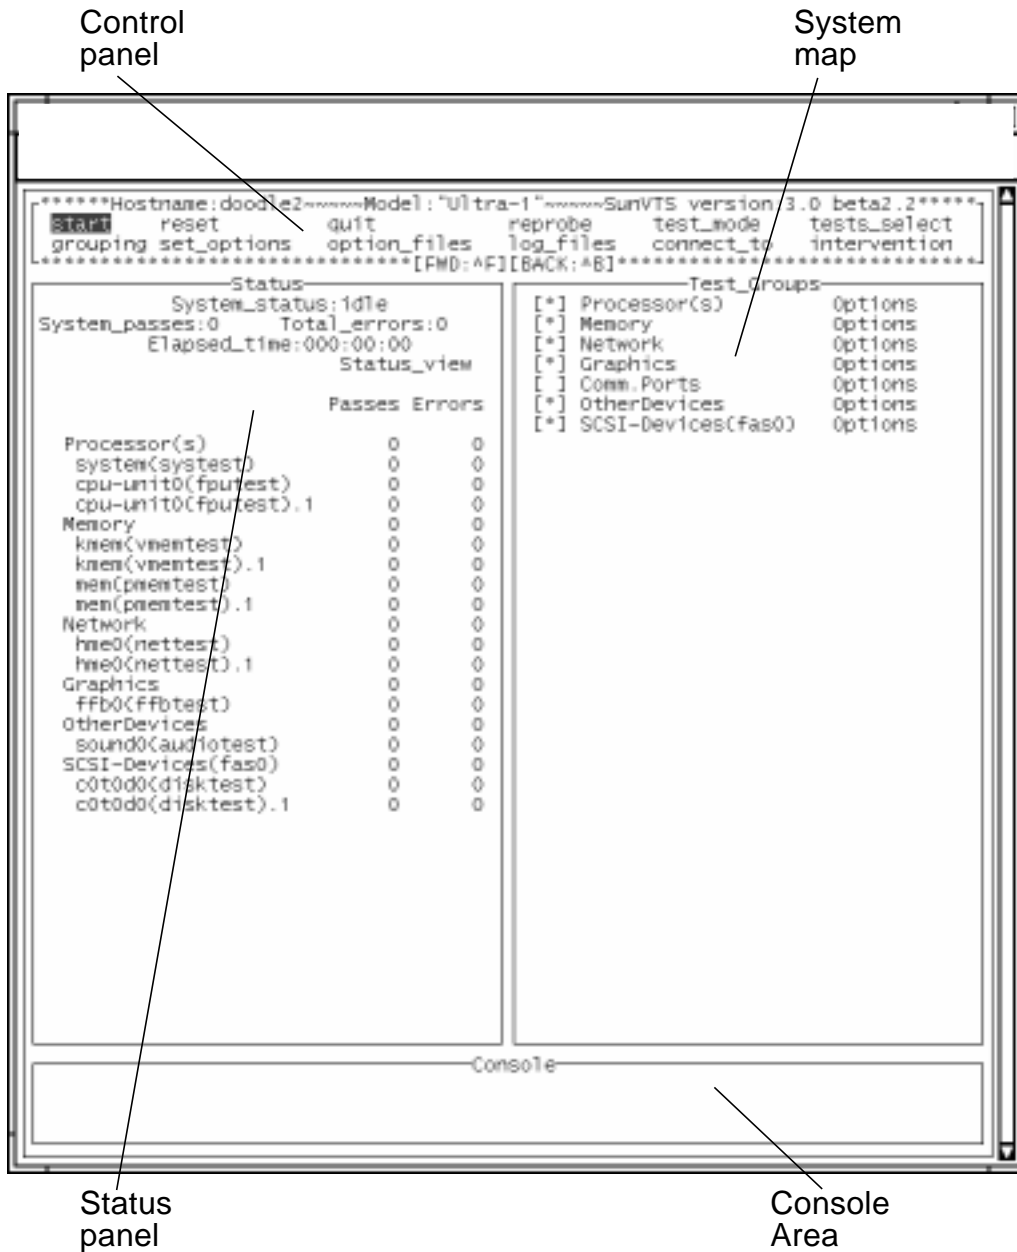 Control
panel
System
map
******Hostname:doodle2~~~~~Model:"Ultra-1"~~~~~SunVTS version 3.0 beta2.2*****
start reset quit reprobe test_mode tests_select
grouping set_options option_files log_files connect_to intervention
************************************[FWD:^F][BACK:^B]***********************************
Status
System_status:idle
System_passes:0 Total_errors:0
Elapsed_time:000:00:00
Status_view
Passes Errors
Processor(s) 0 0
system(systest) 0 0
cpu-unit0(fputest) 0 0
cpu-unit0(fputest).1 0 0
Memory 0 0
kmem(vmemtest) 0 0
kmem(vmemtest).1 0 0
mem(pmemtest) 0 0
mem(pmemtest).1 0 0
Network 0 0
hme0(nettest) 0 0
hme0(nettest).1 0 0
Graphics 0 0
ffb0(ffbtest) 0 0
OtherDevices 0 0
sound0(audiotest) 0 0
SCSI-Devices(fas0) 0 0
c0t0d0(disktest) 0 0
c0t0d0(disktest).1 0 0
Test_Groups
[*] Processor(s) Options
[*] Memory Options
[*] Network Options
[*] Graphics Options
[ ] Comm.Ports Options
[*] OtherDevices Options
[*] SCSI-Devices(fas0) Options
Console
Status
panel
Console
Area